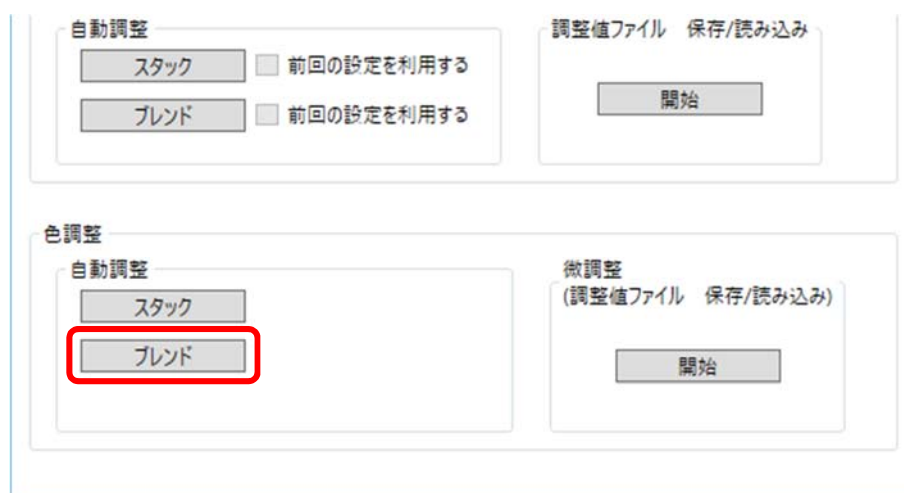 自動調整
調整値ファイル　保存/読み込み
スタック
前回の設定を利用する
ブレンド
前回の設定を利用する
開始
色調整
自動調整
スタック
ブレンド
微調整
(調整値ファイル　保存/読み込み)
開始